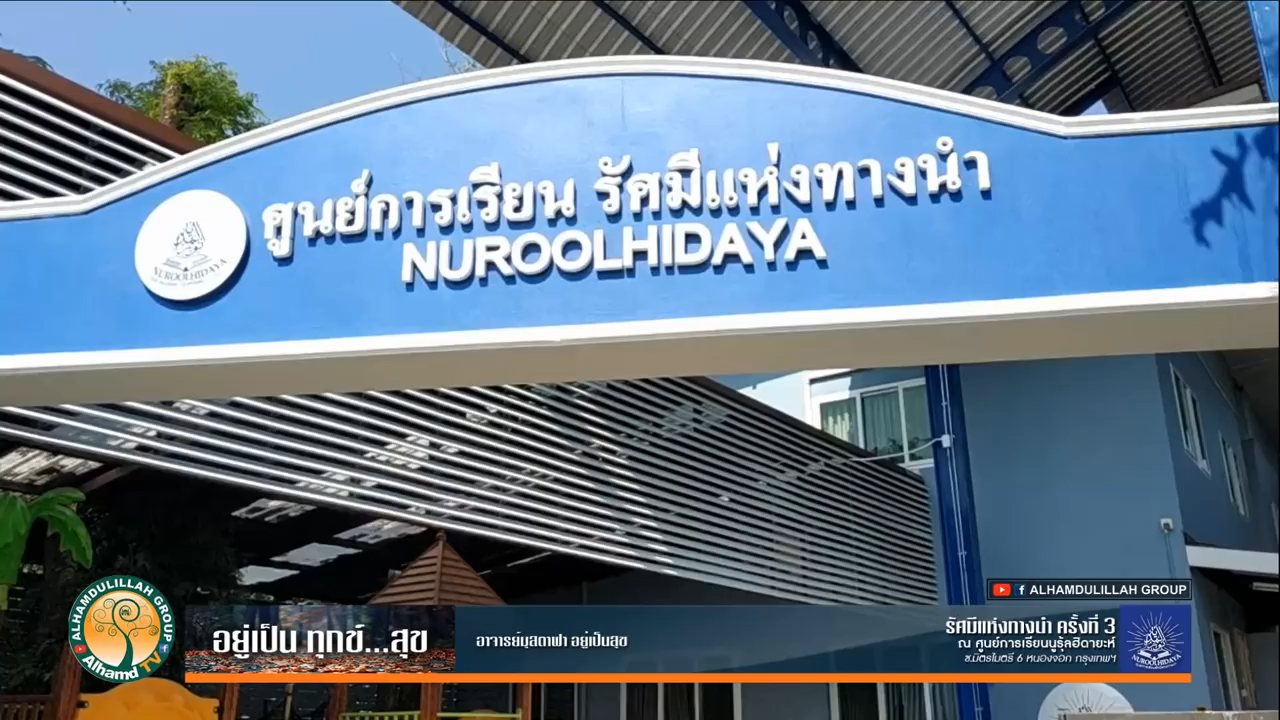 ศูนย์การเรียน รัศมีแห่งทางนำ
NUROOLHIDAYA
NUROOLHIDAYA
ALHAMDULILLAH GROUP
ALHAMDULILLAH GROUP
Alhamd TV
อยู่เป็น ทุกข์...สุข
อาจารย์มุสตาฟา อยู่เป็นสุข
รัศมีแห่งทางนำ ครั้งที่ 3
ณ ศูนย์การเรียนนูรุ้ลฮิดายะห์
ซ.มิตรไมตรี 6 หนองจอก กรุงเทพฯ
NUROOLHIDAYA